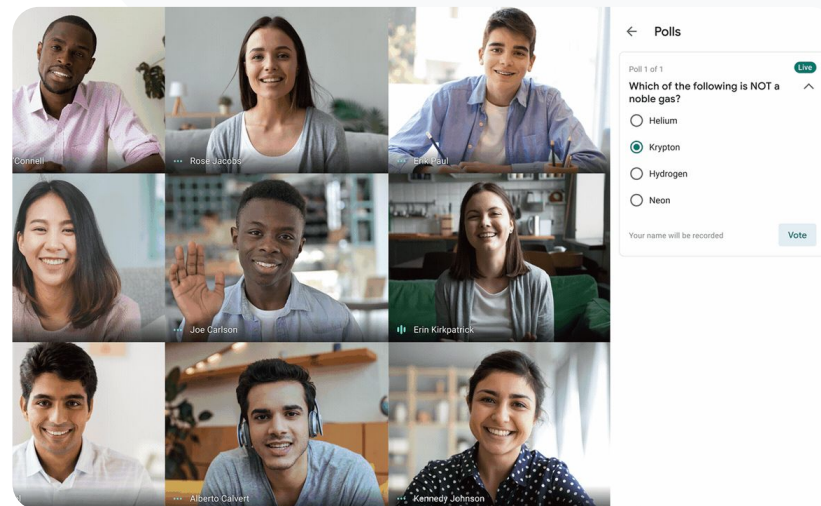 Polls
Poll 1 of 1
Live
Which of the following is NOT a
noble gas?
Helium
Krypton
Hydrogen
Neon
Your name will be recorded
Vote
'Connell
Rose Jacobs
Erik Paul
Joe Carlson
Erin Kirkpatrick
Alberto Calvert
Kennedy Johnson